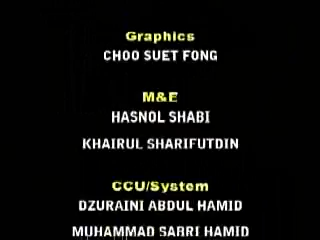 Graphics
CHOO SUET FONG
M&E
HASNOL SHABI
KHAIRUL SHARIFUTDIN
CCU/System
DZURAINI ABDUL HAMID
MUHAMMAD SABRI HAMID